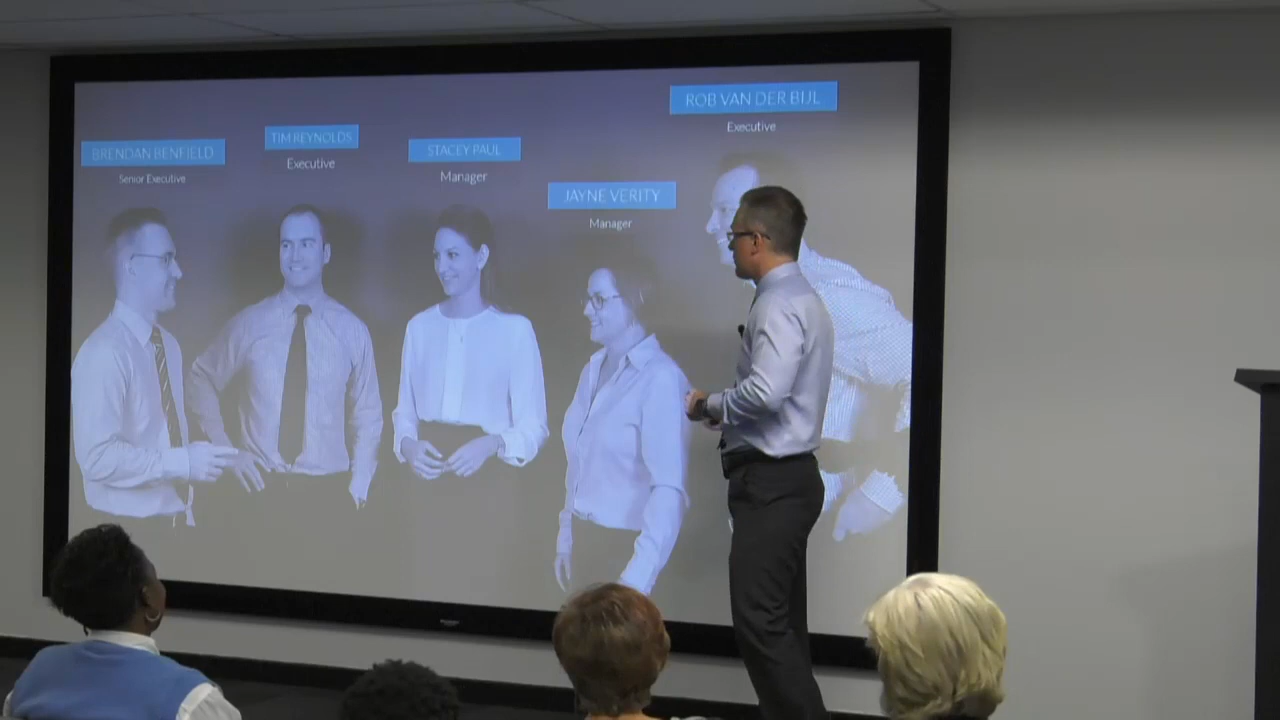 BRENDAN BENFIELD
Senior Executive
TIM REYNOLDS
Executive
STACEY PAUL
Manager
JAYNE VERITY
Manager
ROB VAN DER BIJL
Executive